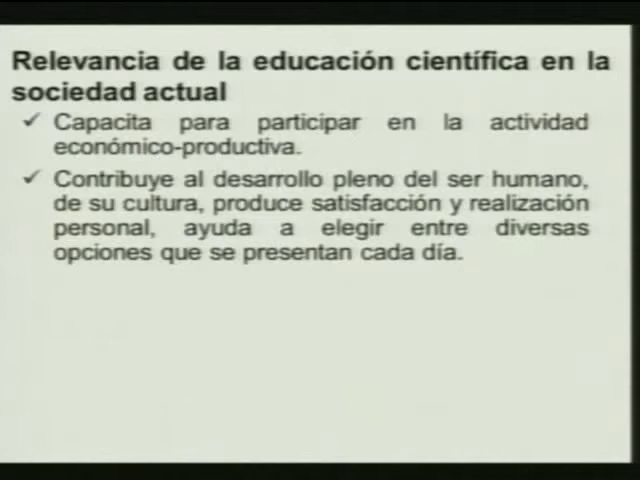 Relevancia de la educación científica en la
sociedad actual
✓ Capacita para participar en la actividad
económico-productiva.
✓ Contribuye al desarrollo pleno del ser humano,
de su cultura, produce satisfacción y realización
personal, ayuda a elegir entre diversas
opciones que se presentan cada día.